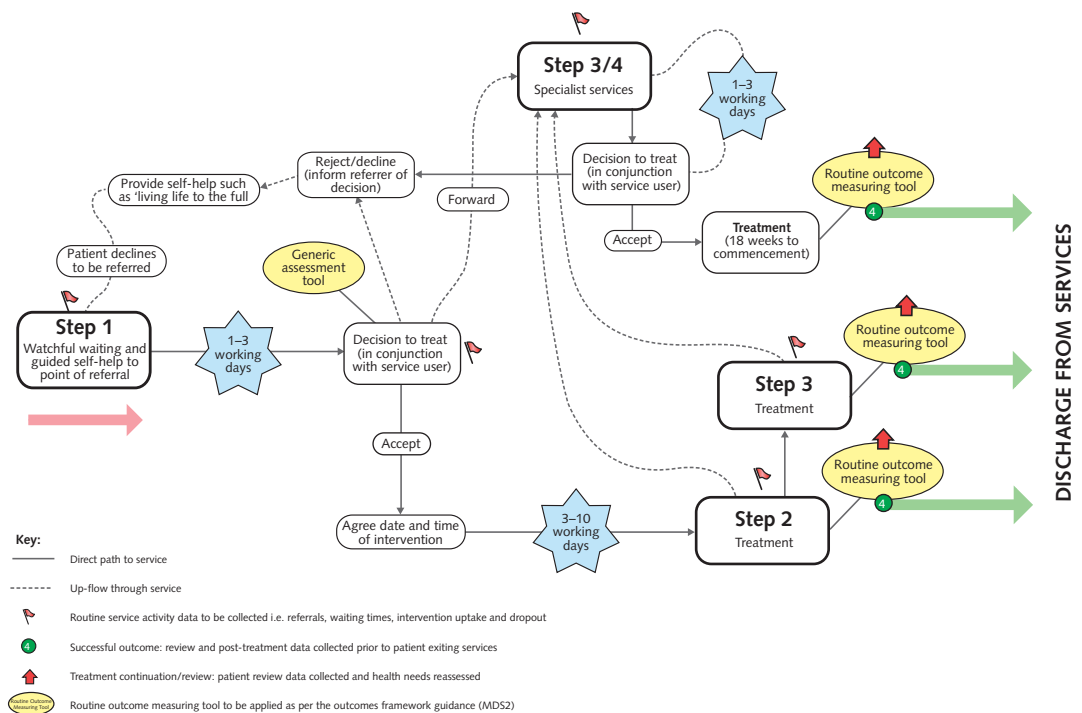 Step 3/4
Specialist services
1–3
working
days
Decision to treat
(in conjunction
with service user)
Reject/decline
(inform referrer of
decision)
Provide self-help such
as 'living life to the full
Forward
Routine outcome
measuring tool
4
Accept
Treatment
(18 weeks to
commencement)
Patient declines
to be referred
Generic
assessment
tool
Step 1
Watchful waiting and
guided self-help to
point of referral
1–3
working
days
Decision to treat
(in conjunction
with service user)
Routine outcome
measuring tool
4
Step 3
Treatment
Accept
Routine outcome
measuring tool
4
Agree date and time
of intervention
3–10
working
days
Step 2
Treatment
DISCHARGE FROM SERVICES
Key:
Direct path to service
Up-flow through service
Routine service activity data to be collected i.e. referrals, waiting times, intervention uptake and dropout
4
Successful outcome: review and post-treatment data collected prior to patient exiting services
Treatment continuation/review: patient review data collected and health needs reassessed
Routine Outcome
Measuring Tool
Routine outcome measuring tool to be applied as per the outcomes framework guidance (MDS2)